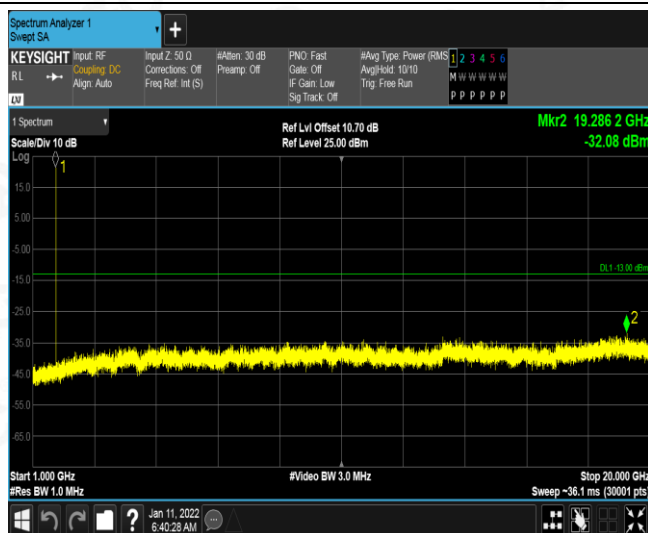 Spectrum Analyzer 1
Swept SA
+
KEYSIGHT
RL
LXI
Input: RF
Coupling: DC
Align: Auto
Input Z: 50 Ω
Corrections: Off
Freq Ref: Int (S)
#Atten: 30 dB
Preamp: Off
PNO: Fast
Gate: Off
IF Gain: Low
Sig Track: Off
#Avg Type: Power (RMS
Avg|Hold: 10/10
Trig: Free Run
1 2 3 4 5 6
M W W W W W
P P P P P P
1 Spectrum
Scale/Div 10 dB
Ref Lvl Offset 10.70 dB
Ref Level 25.00 dBm
Mkr2 19.286 2 GHz
-32.08 dBm
Log
1
15.0
5.00
-5.00
DL1 -13.00 dBm
-15.0
-25.0
2
-35.0
-45.0
-55.0
-65.0
Start 1.000 GHz
#Video BW 3.0 MHz
Stop 20.000 GHz
#Res BW 1.0 MHz
Sweep ~36.1 ms (30001 pts)
?
Jan 11, 2022
6:40:28 AM